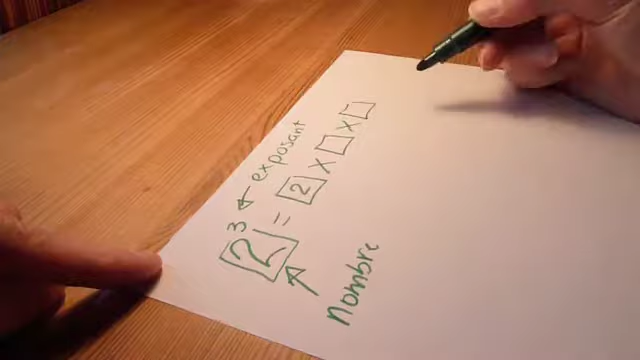 2³ ← exposant
= 2 x □ x □
nombre